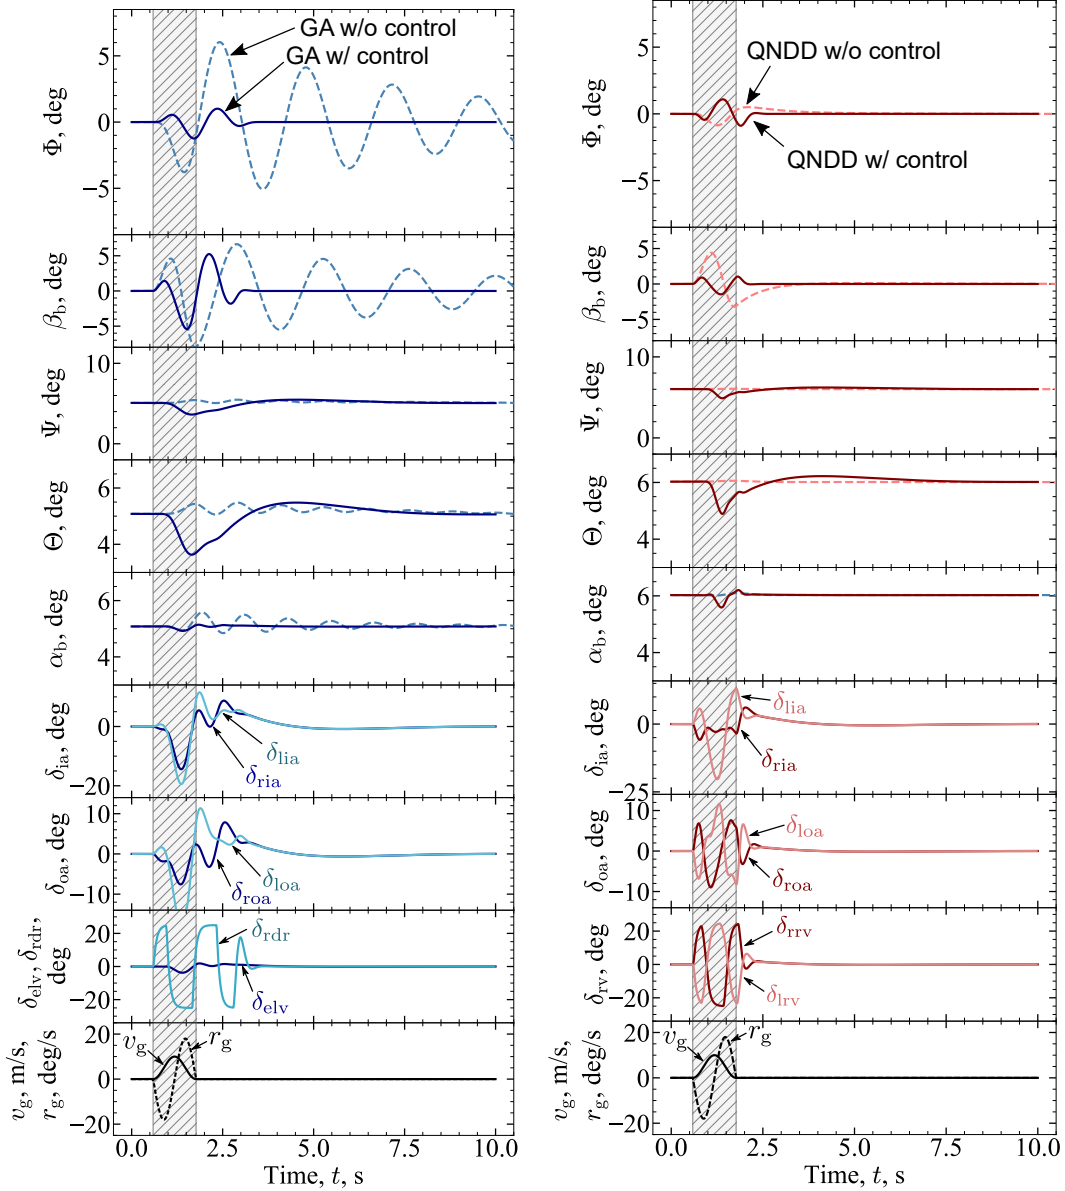 GA w/o control
GA w/ control
Φ, deg
5
0
−5
β_b, deg
5
0
−5
Ψ, deg
10
0
Θ, deg
6
4
α_b, deg
6
4
δ_ia, deg
0
−20
δ_lia
δ_ria
δ_oa, deg
0
−10
δ_loa
δ_roa
δ_elv, δ_rdr,
deg
20
0
−20
δ_rdr
δ_elv
v_g, m/s,
r_g, deg/s
20
0
−20
v_g
r_g
0.0 2.5 5.0 7.5 10.0
Time, t, s
QNDD w/o control
QNDD w/ control
Φ, deg
5
0
−5
β_b, deg
5
0
−5
Ψ, deg
10
0
Θ, deg
6
4
α_b, deg
6
4
δ_ia, deg
0
−25
δ_lia
δ_ria
δ_oa, deg
10
0
−10
δ_loa
δ_roa
δ_rv, deg
20
0
−20
δ_rrv
δ_lrv
v_g, m/s,
r_g, deg/s
20
0
−20
v_g
r_g
0.0 2.5 5.0 7.5 10.0
Time, t, s